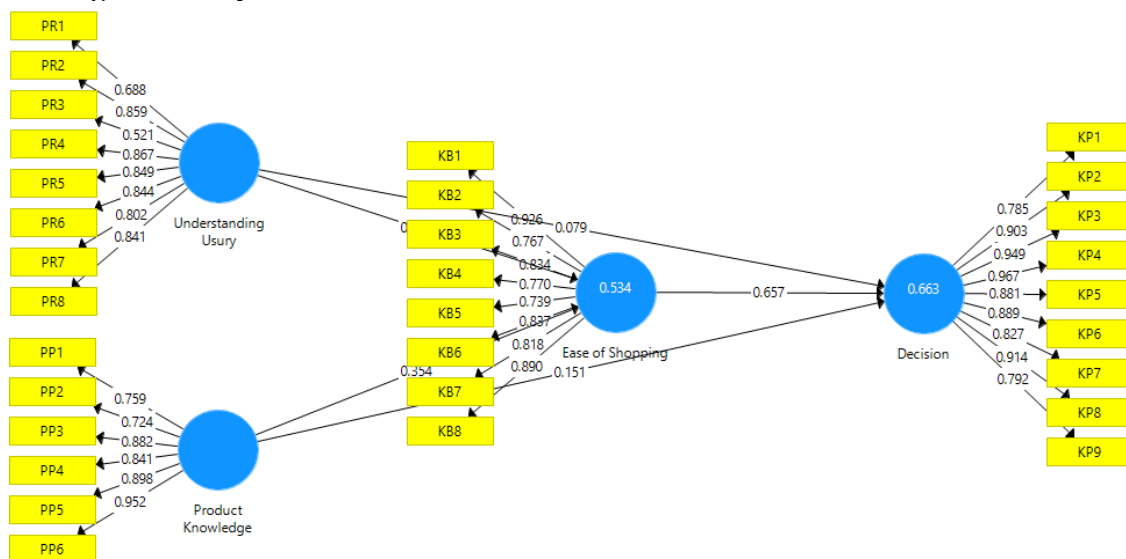 PR1
PR2
PR3
PR4
PR5
PR6
PR7
PR8
0.688
0.859
0.521
0.867
0.849
0.844
0.802
0.841
Understanding
Usury
PP1
PP2
PP3
PP4
PP5
PP6
0.759
0.724
0.882
0.841
0.898
0.952
Product
Knowledge
0.354
0.079
0.151
KB1
KB2
KB3
KB4
KB5
KB6
KB7
KB8
0.926
0.767
0.834
0.770
0.739
0.837
0.818
0.890
0.534
Ease of Shopping
0.657
0.663
Decision
0.785
0.903
0.949
0.967
0.881
0.889
0.827
0.914
0.792
KP1
KP2
KP3
KP4
KP5
KP6
KP7
KP8
KP9